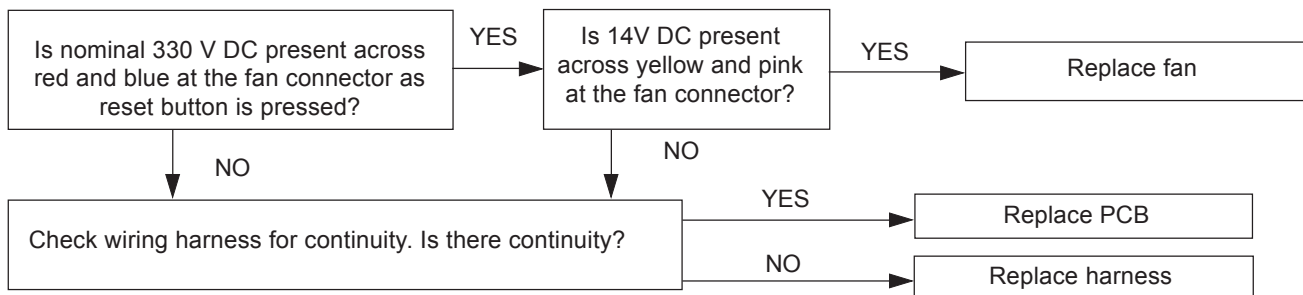 Is nominal 330 V DC present across
red and blue at the fan connector as
reset button is pressed?
YES
Is 14V DC present
across yellow and pink
at the fan connector?
YES
Replace fan
NO
NO
Check wiring harness for continuity. Is there continuity?
YES
Replace PCB
NO
Replace harness